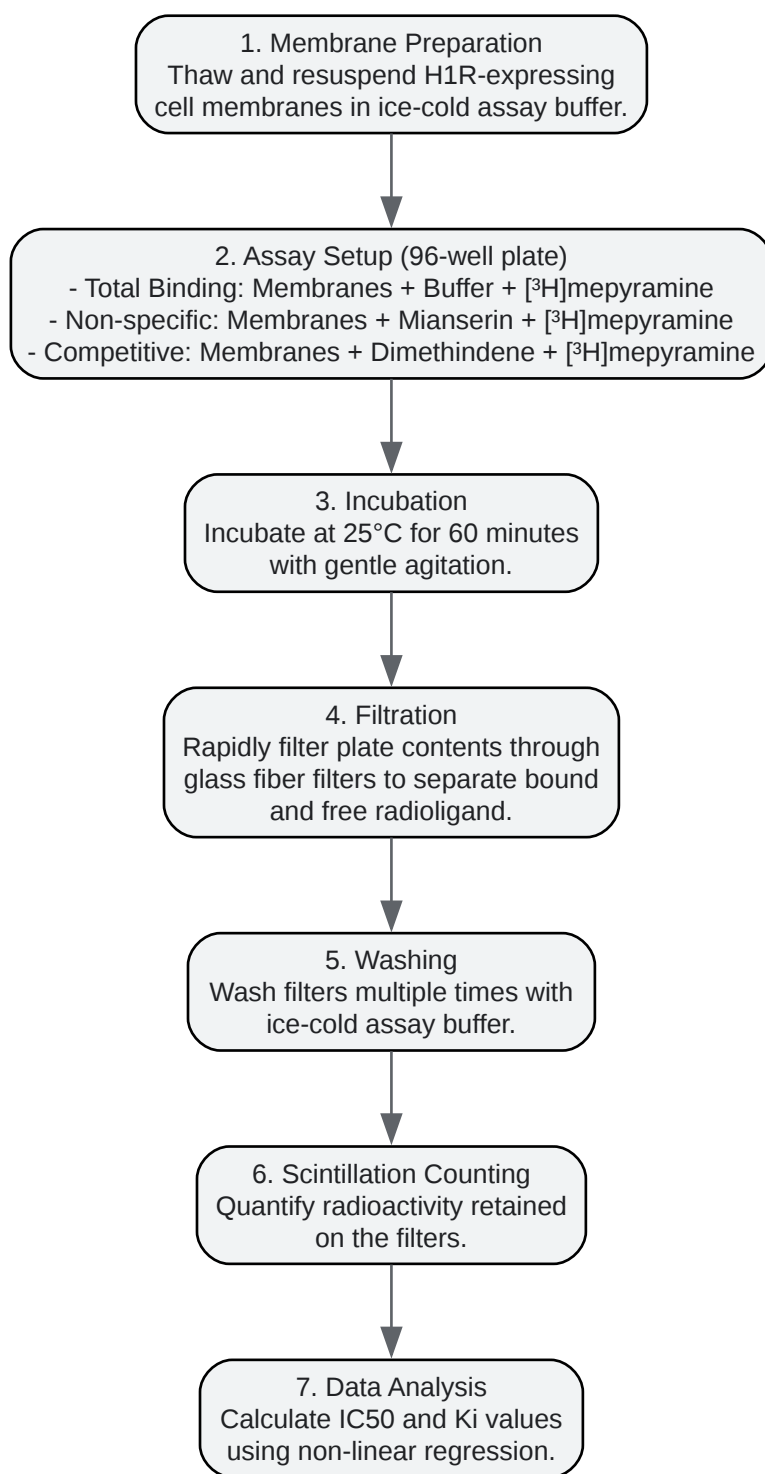 1. Membrane Preparation
Thaw and resuspend H1R-expressing
cell membranes in ice-cold assay buffer.
2. Assay Setup (96-well plate)
- Total Binding: Membranes + Buffer + [³H]mepyramine
- Non-specific: Membranes + Mianserin + [³H]mepyramine
- Competitive: Membranes + Dimethindene + [³H]mepyramine
3. Incubation
Incubate at 25°C for 60 minutes
with gentle agitation.
4. Filtration
Rapidly filter plate contents through
glass fiber filters to separate bound
and free radioligand.
5. Washing
Wash filters multiple times with
ice-cold assay buffer.
6. Scintillation Counting
Quantify radioactivity retained
on the filters.
7. Data Analysis
Calculate IC50 and Ki values
using non-linear regression.